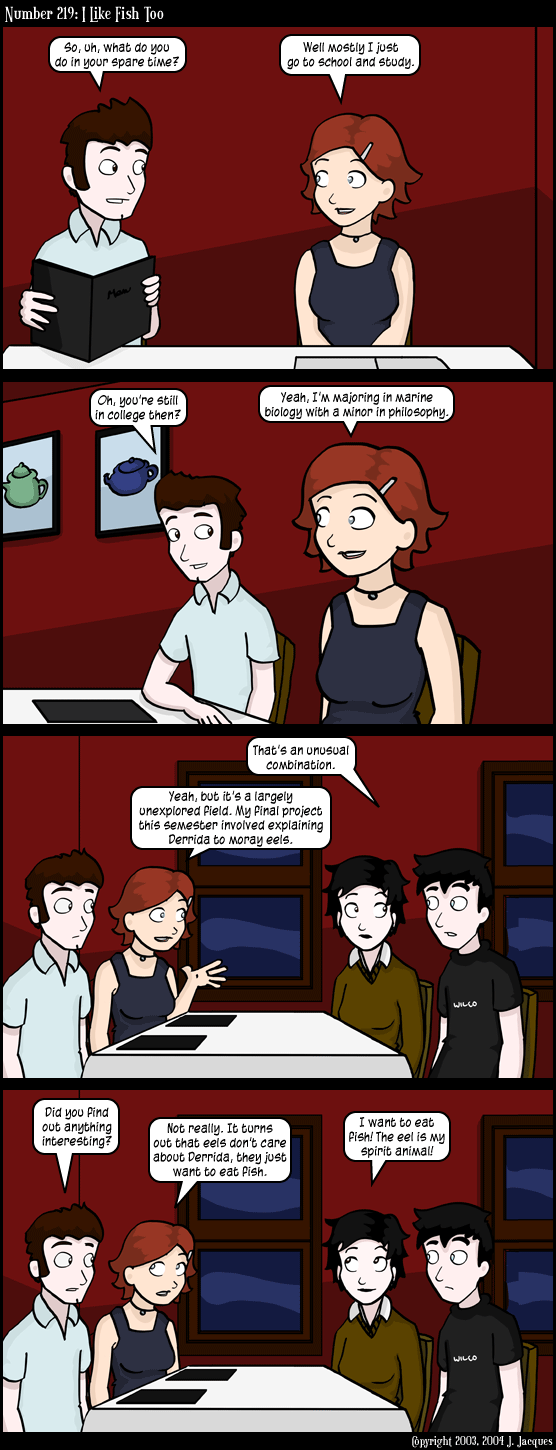 Number 219: I Like Fish Too
So, uh, what do you
do in your spare time?
Well mostly I just
go to school and study.
Menu
Oh, you're still
in college then?
Yeah, I'm majoring in marine
biology with a minor in philosophy.
That's an unusual
combination.
Yeah, but it's a largely
unexplored field. My final project
this semester involved explaining
Derrida to moray eels.
WILCO
Did you find
out anything
interesting?
Not really. It turns
out that eels don't care
about Derrida, they just
want to eat fish.
I want to eat
fish! The eel is my
spirit animal!
WILCO
Copyright 2003, 2004 J. Jacques